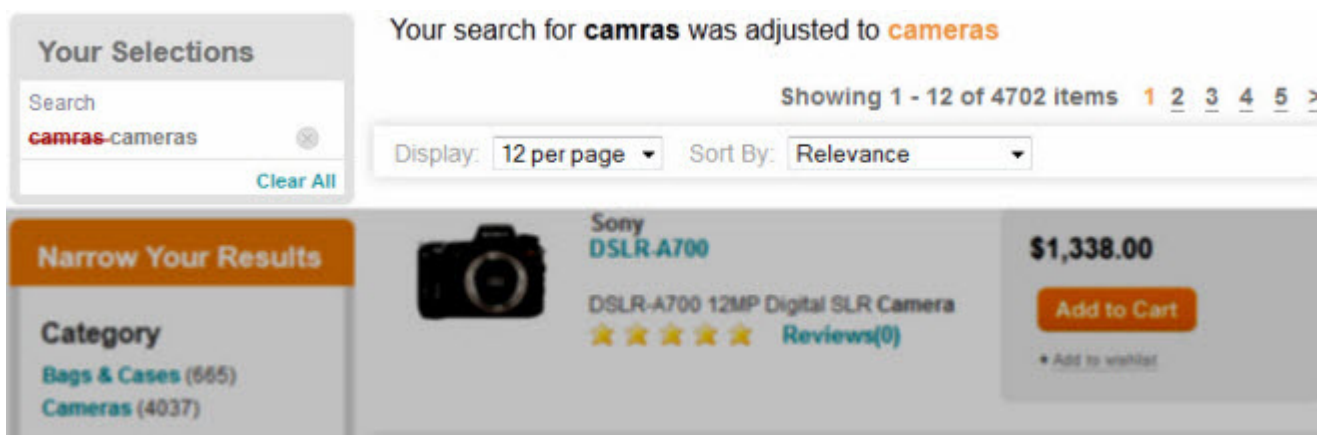 Your Selections
Search
camras cameras
Clear All
Your search for camras was adjusted to cameras
Showing 1 - 12 of 4702 items 1 2 3 4 5 >
Display: 12 per page Sort By: Relevance
Narrow Your Results
Category
Bags & Cases (665)
Cameras (4037)
Sony
DSLR-A700
DSLR-A700 12MP Digital SLR Camera
Reviews(0)
$1,338.00
Add to Cart
+ Add to wishlist